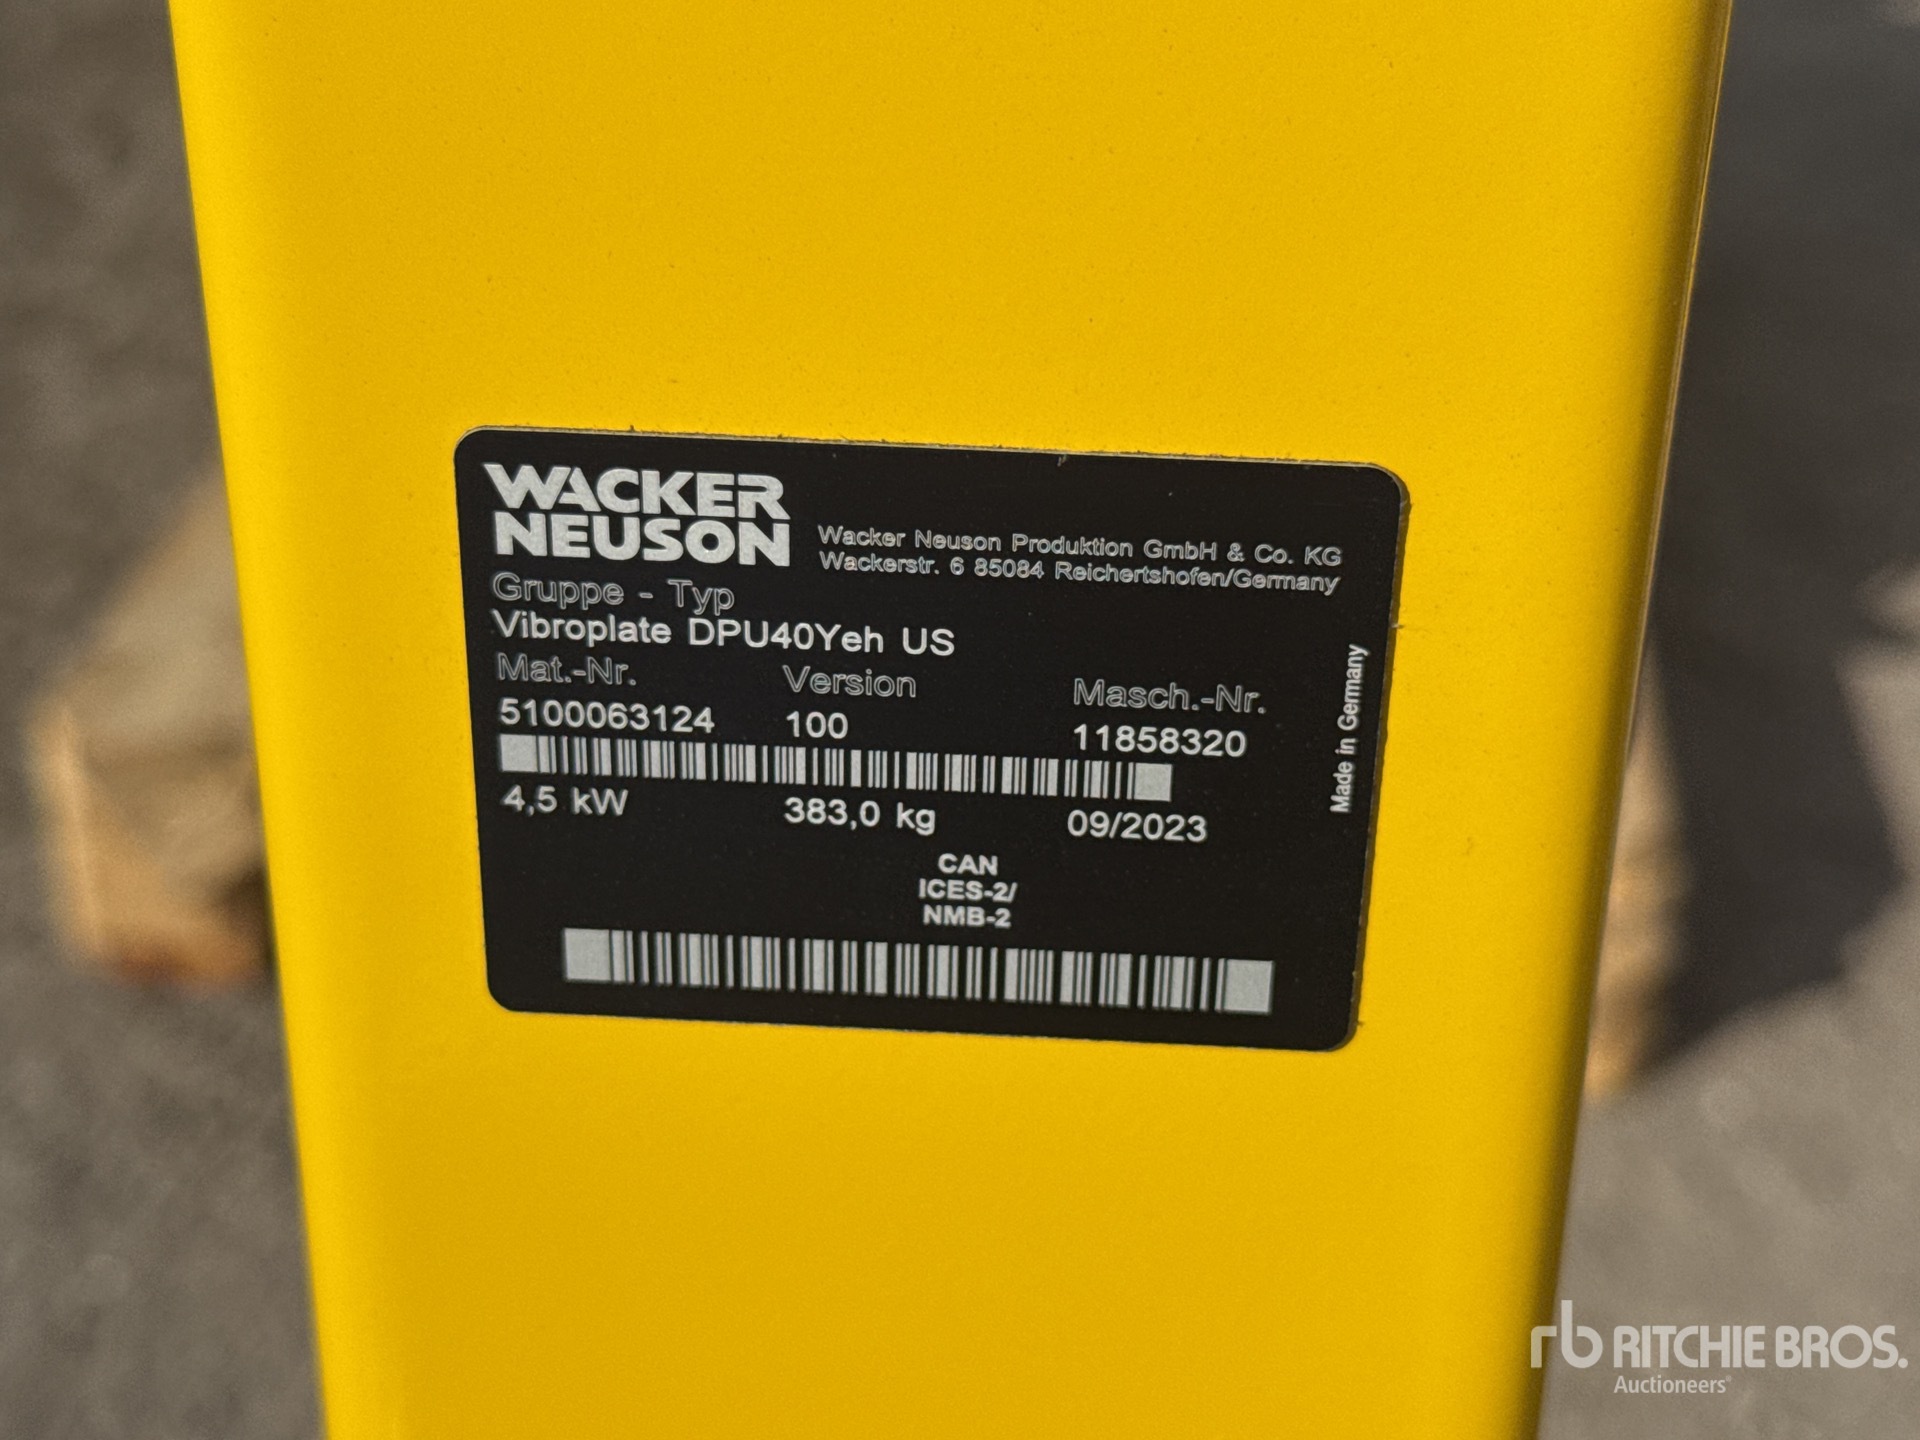 WACKER
NEUSON
Wacker Neuson Produktion GmbH & Co. KG
Wackerstr. 6 85084 Reichertshofen/Germany
Gruppe - Typ
Vibroplate DPU40Yeh US
Mat.-Nr. Version Masch.-Nr.
5100063124 100 11858320
4,5 kW 383,0 kg 09/2023
CAN
ICES-2/
NMB-2
Made in Germany
rb RITCHIE BROS.
Auctioneers